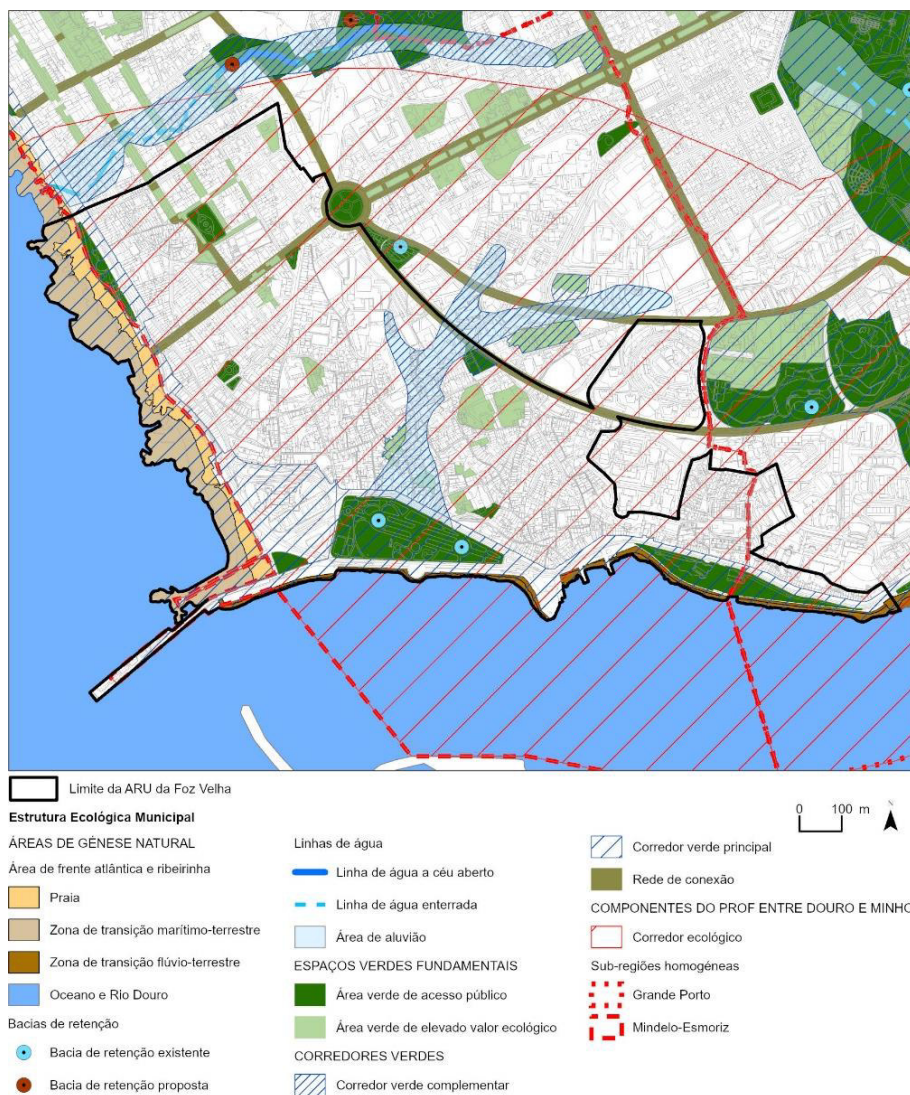 Limite da ARU da Foz Velha
0 100 m
N
Estrutura Ecológica Municipal
ÁREAS DE GÉNESE NATURAL
Área de frente atlântica e ribeirinha
Praia
Zona de transição marítimo-terrestre
Zona de transição flúvio-terrestre
Oceano e Rio Douro
Bacias de retenção
Bacia de retenção existente
Bacia de retenção proposta
Linhas de água
Linha de água a céu aberto
Linha de água enterrada
Área de aluvião
ESPAÇOS VERDES FUNDAMENTAIS
Área verde de acesso público
Área verde de elevado valor ecológico
CORREDORES VERDES
Corredor verde complementar
Corredor verde principal
Rede de conexão
COMPONENTES DO PROF ENTRE DOURO E MINHO
Corredor ecológico
Sub-regiões homogéneas
Grande Porto
Mindelo-Esmoriz